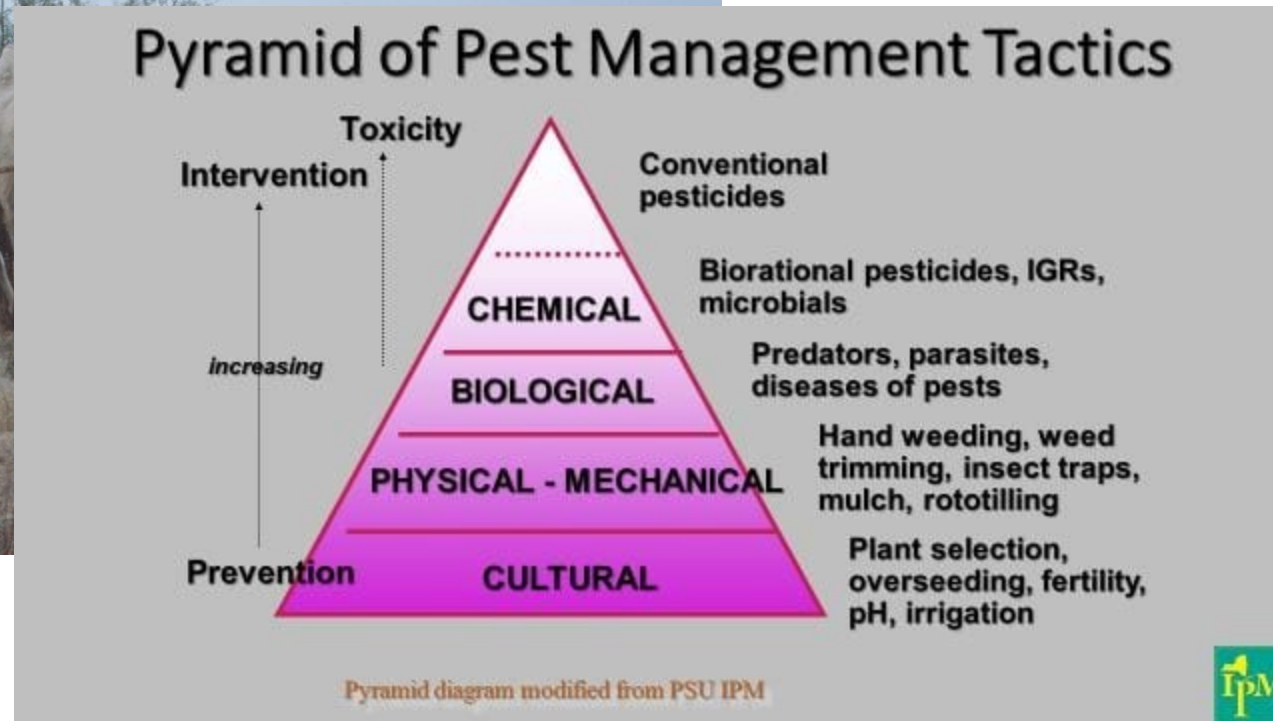 Pyramid of Pest Management Tactics
Toxicity
Intervention
Conventional
pesticides
Biorational pesticides, IGRs,
microbials
CHEMICAL
increasing
Predators, parasites,
diseases of pests
BIOLOGICAL
Hand weeding, weed
trimming, insect traps,
mulch, rototilling
PHYSICAL - MECHANICAL
Plant selection,
overseeding, fertility,
pH, irrigation
Prevention
CULTURAL
Pyramid diagram modified from PSU IPM
IPM